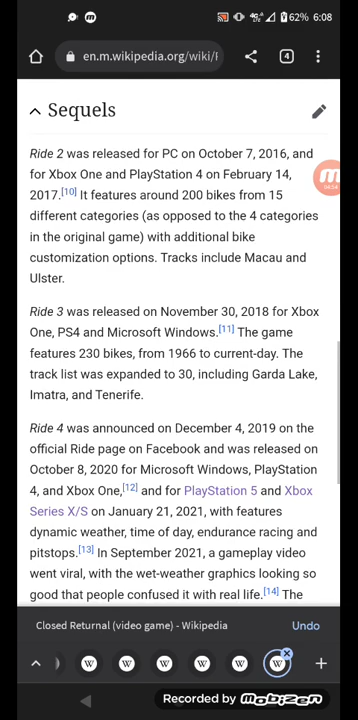 62% 6:08
en.m.wikipedia.org/wiki/
4
Sequels
04:54
Ride 2 was released for PC on October 7, 2016, and
for Xbox One and PlayStation 4 on February 14,
2017.[10] It features around 200 bikes from 15
different categories (as opposed to the 4 categories
in the original game) with additional bike
customization options. Tracks include Macau and
Ulster.
Ride 3 was released on November 30, 2018 for Xbox
One, PS4 and Microsoft Windows.[11] The game
features 230 bikes, from 1966 to current-day. The
track list was expanded to 30, including Garda Lake,
Imatra, and Tenerife.
Ride 4 was announced on December 4, 2019 on the
official Ride page on Facebook and was released on
October 8, 2020 for Microsoft Windows, PlayStation
4, and Xbox One,[12] and for PlayStation 5 and Xbox
Series X/S on January 21, 2021, with features
dynamic weather, time of day, endurance racing and
pitstops.[13] In September 2021, a gameplay video
went viral, with the wet-weather graphics looking so
good that people confused it with real life.[14] The
Closed Returnal (video game) - Wikipedia Undo
W W W W W W
Recorded by Mobizen